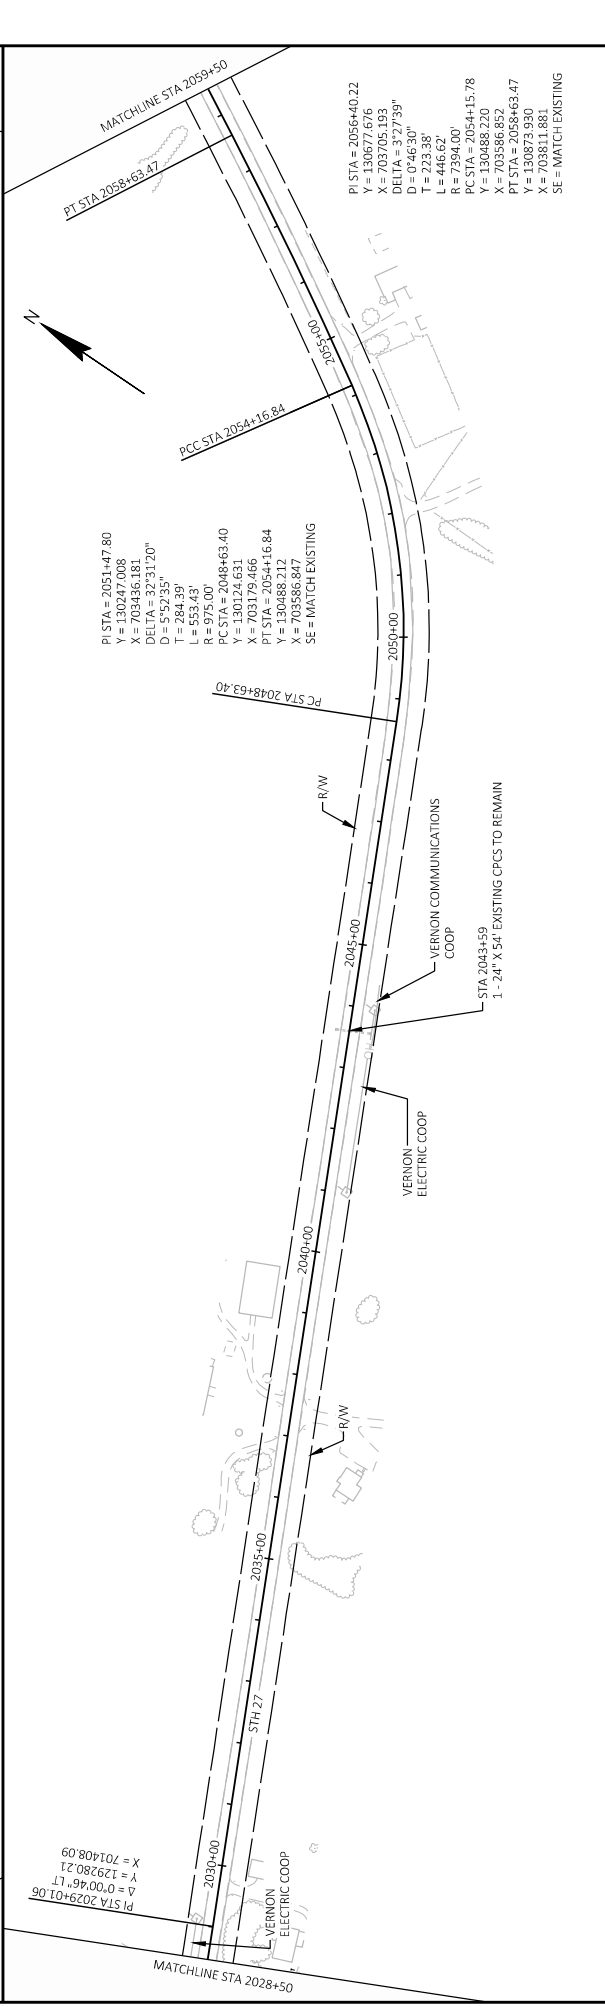 MATCHLINE STA 2059+50
PT STA 2058+63.47
N
2055+00
PCC STA 2054+16.84
PI STA = 2056+40.22
Y = 130677.676
X = 703705.193
DELTA = 3°27'39"
D = 0°46'30"
T = 223.38'
L = 446.62'
R = 7394.00'
PC STA = 2054+15.78
Y = 130488.220
X = 703586.852
PT STA = 2058+63.47
Y = 130873.930
X = 703811.881
SE = MATCH EXISTING
PI STA = 2051+47.80
Y = 130247.008
X = 703436.181
DELTA = 32°31'20"
D = 5°52'35"
T = 284.39'
L = 553.43'
R = 975.00'
PC STA = 2048+63.40
Y = 130124.631
X = 703179.466
PT STA = 2054+16.84
Y = 130488.212
X = 703586.847
SE = MATCH EXISTING
2050+00
PC STA 2048+63.40
R/W
2045+00
VERNON COMMUNICATIONS
COOP
STA 2043+59
1 - 24" X 54' EXISTING CPCS TO REMAIN
VERNON
ELECTRIC COOP
2040+00
R/W
2035+00
STH 27
2030+00
PI STA 2029+01.06
Δ = 0°00'46" LT
Y = 129280.21
X = 701408.09
VERNON
ELECTRIC COOP
MATCHLINE STA 2028+50